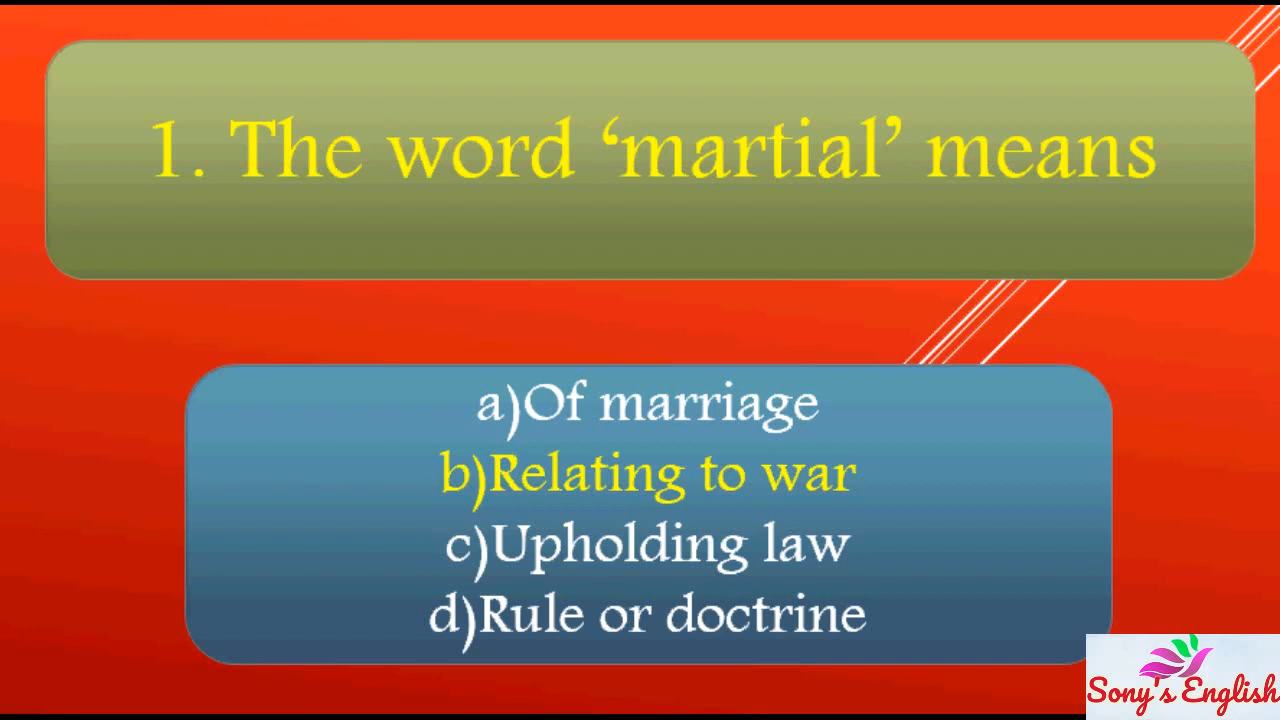 1. The word ‘martial’ means
a)Of marriage
b)Relating to war
c)Upholding law
d)Rule or doctrine
Sony's English